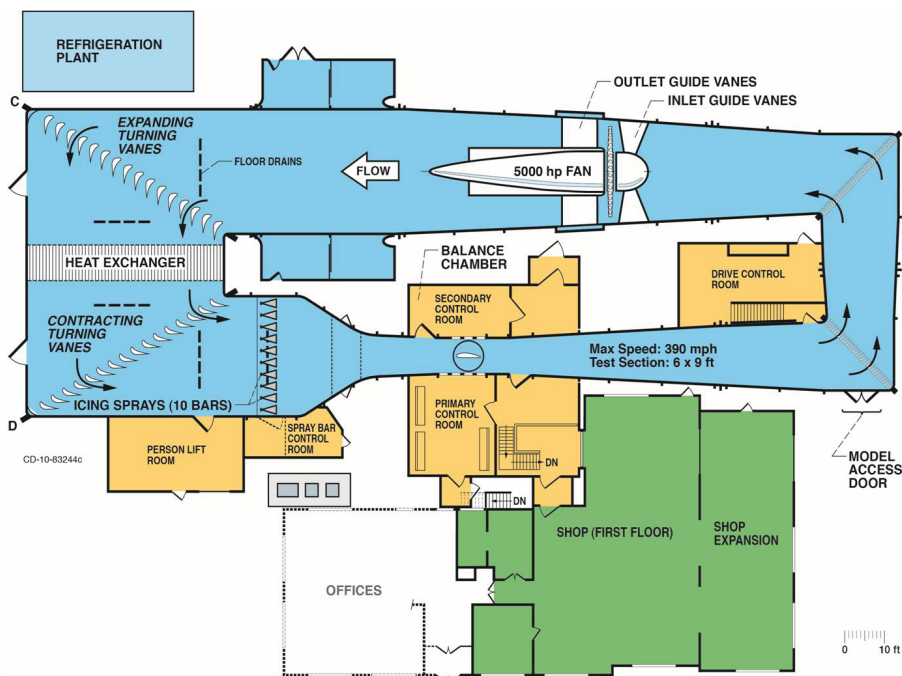 REFRIGERATION
PLANT
OUTLET GUIDE VANES
INLET GUIDE VANES
C
EXPANDING
TURNING
VANES
FLOOR DRAINS
FLOW
5000 hp FAN
HEAT EXCHANGER
BALANCE
CHAMBER
DRIVE CONTROL
ROOM
SECONDARY
CONTROL
ROOM
CONTRACTING
TURNING
VANES
Max Speed: 390 mph
Test Section: 6 x 9 ft
ICING SPRAYS (10 BARS)
D
PRIMARY
CONTROL
ROOM
SPRAY BAR
CONTROL
ROOM
PERSON LIFT
ROOM
CD-10-83244c
DN
MODEL
ACCESS
DOOR
DN
SHOP (FIRST FLOOR)
SHOP
EXPANSION
OFFICES
0 10 ft